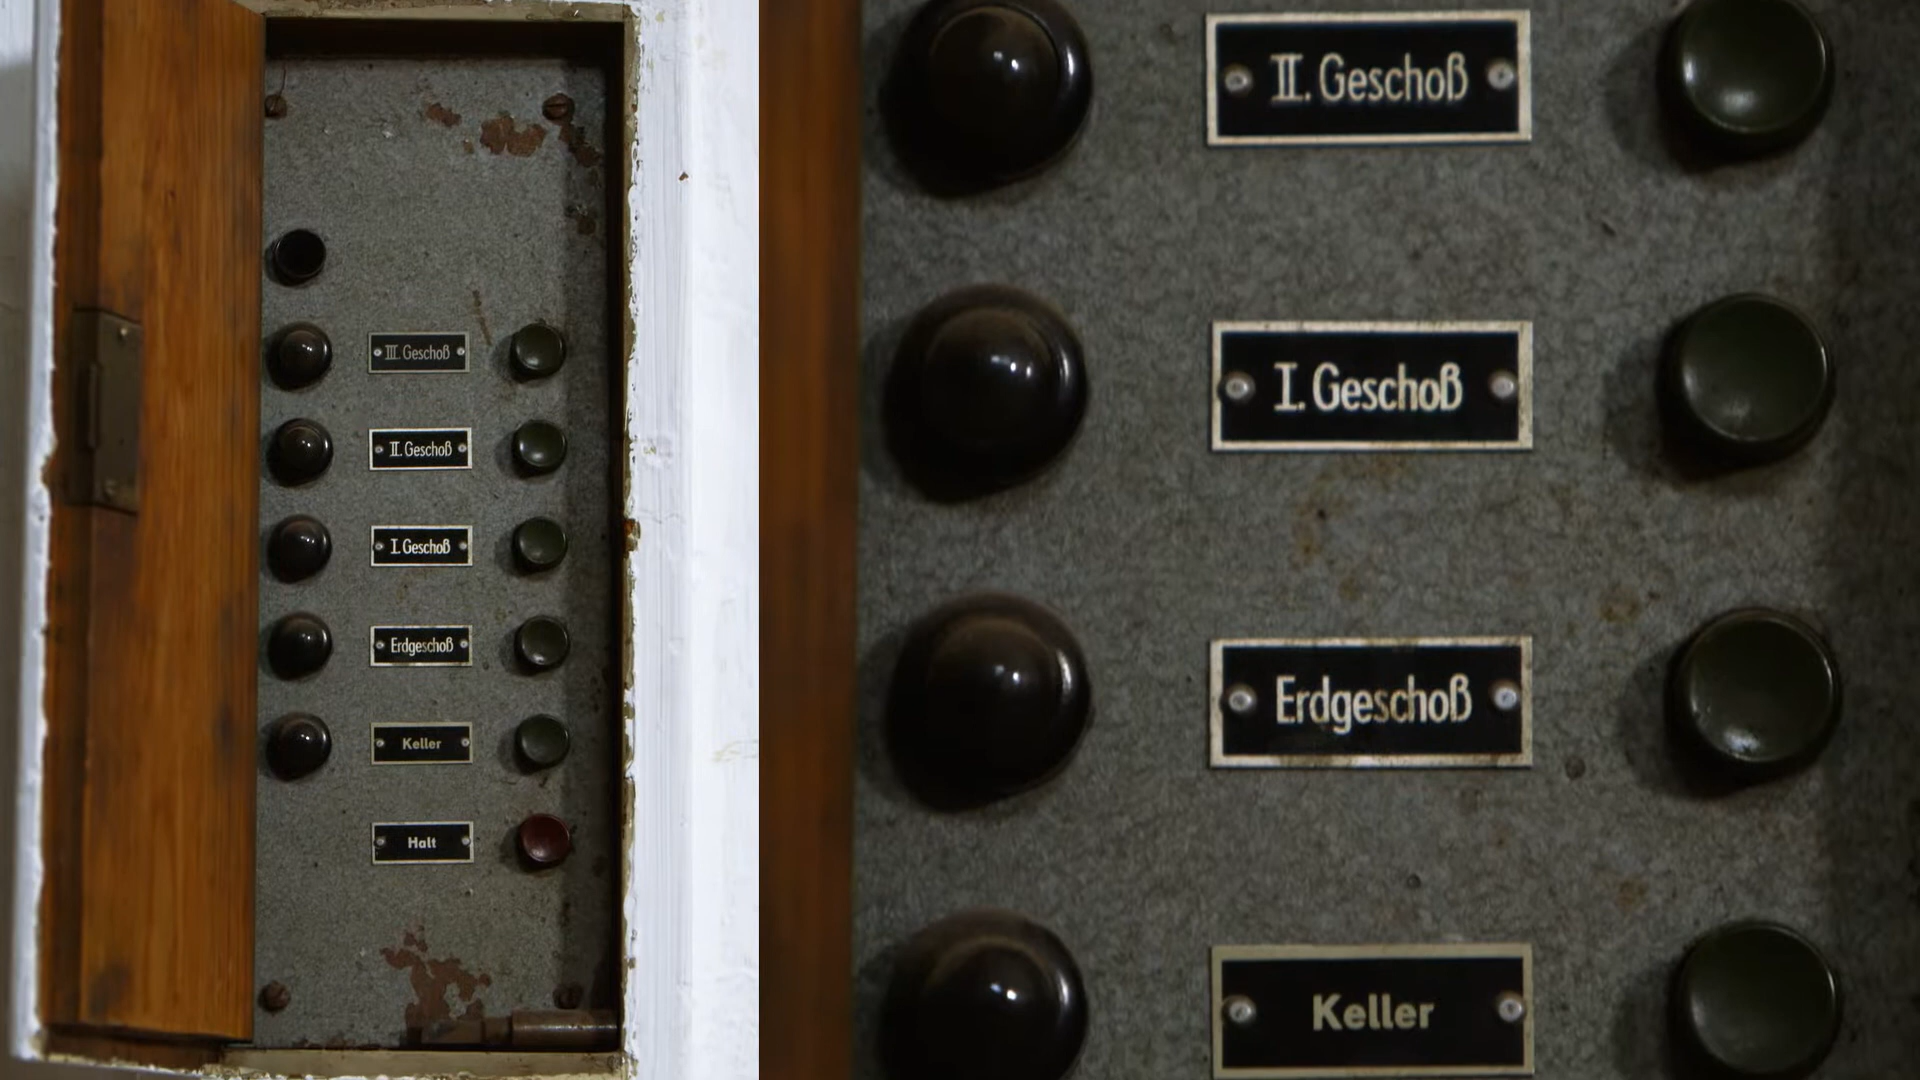 III. Geschoß
II. Geschoß
I. Geschoß
Erdgeschoß
Keller
Halt
II. Geschoß
I. Geschoß
Erdgeschoß
Keller